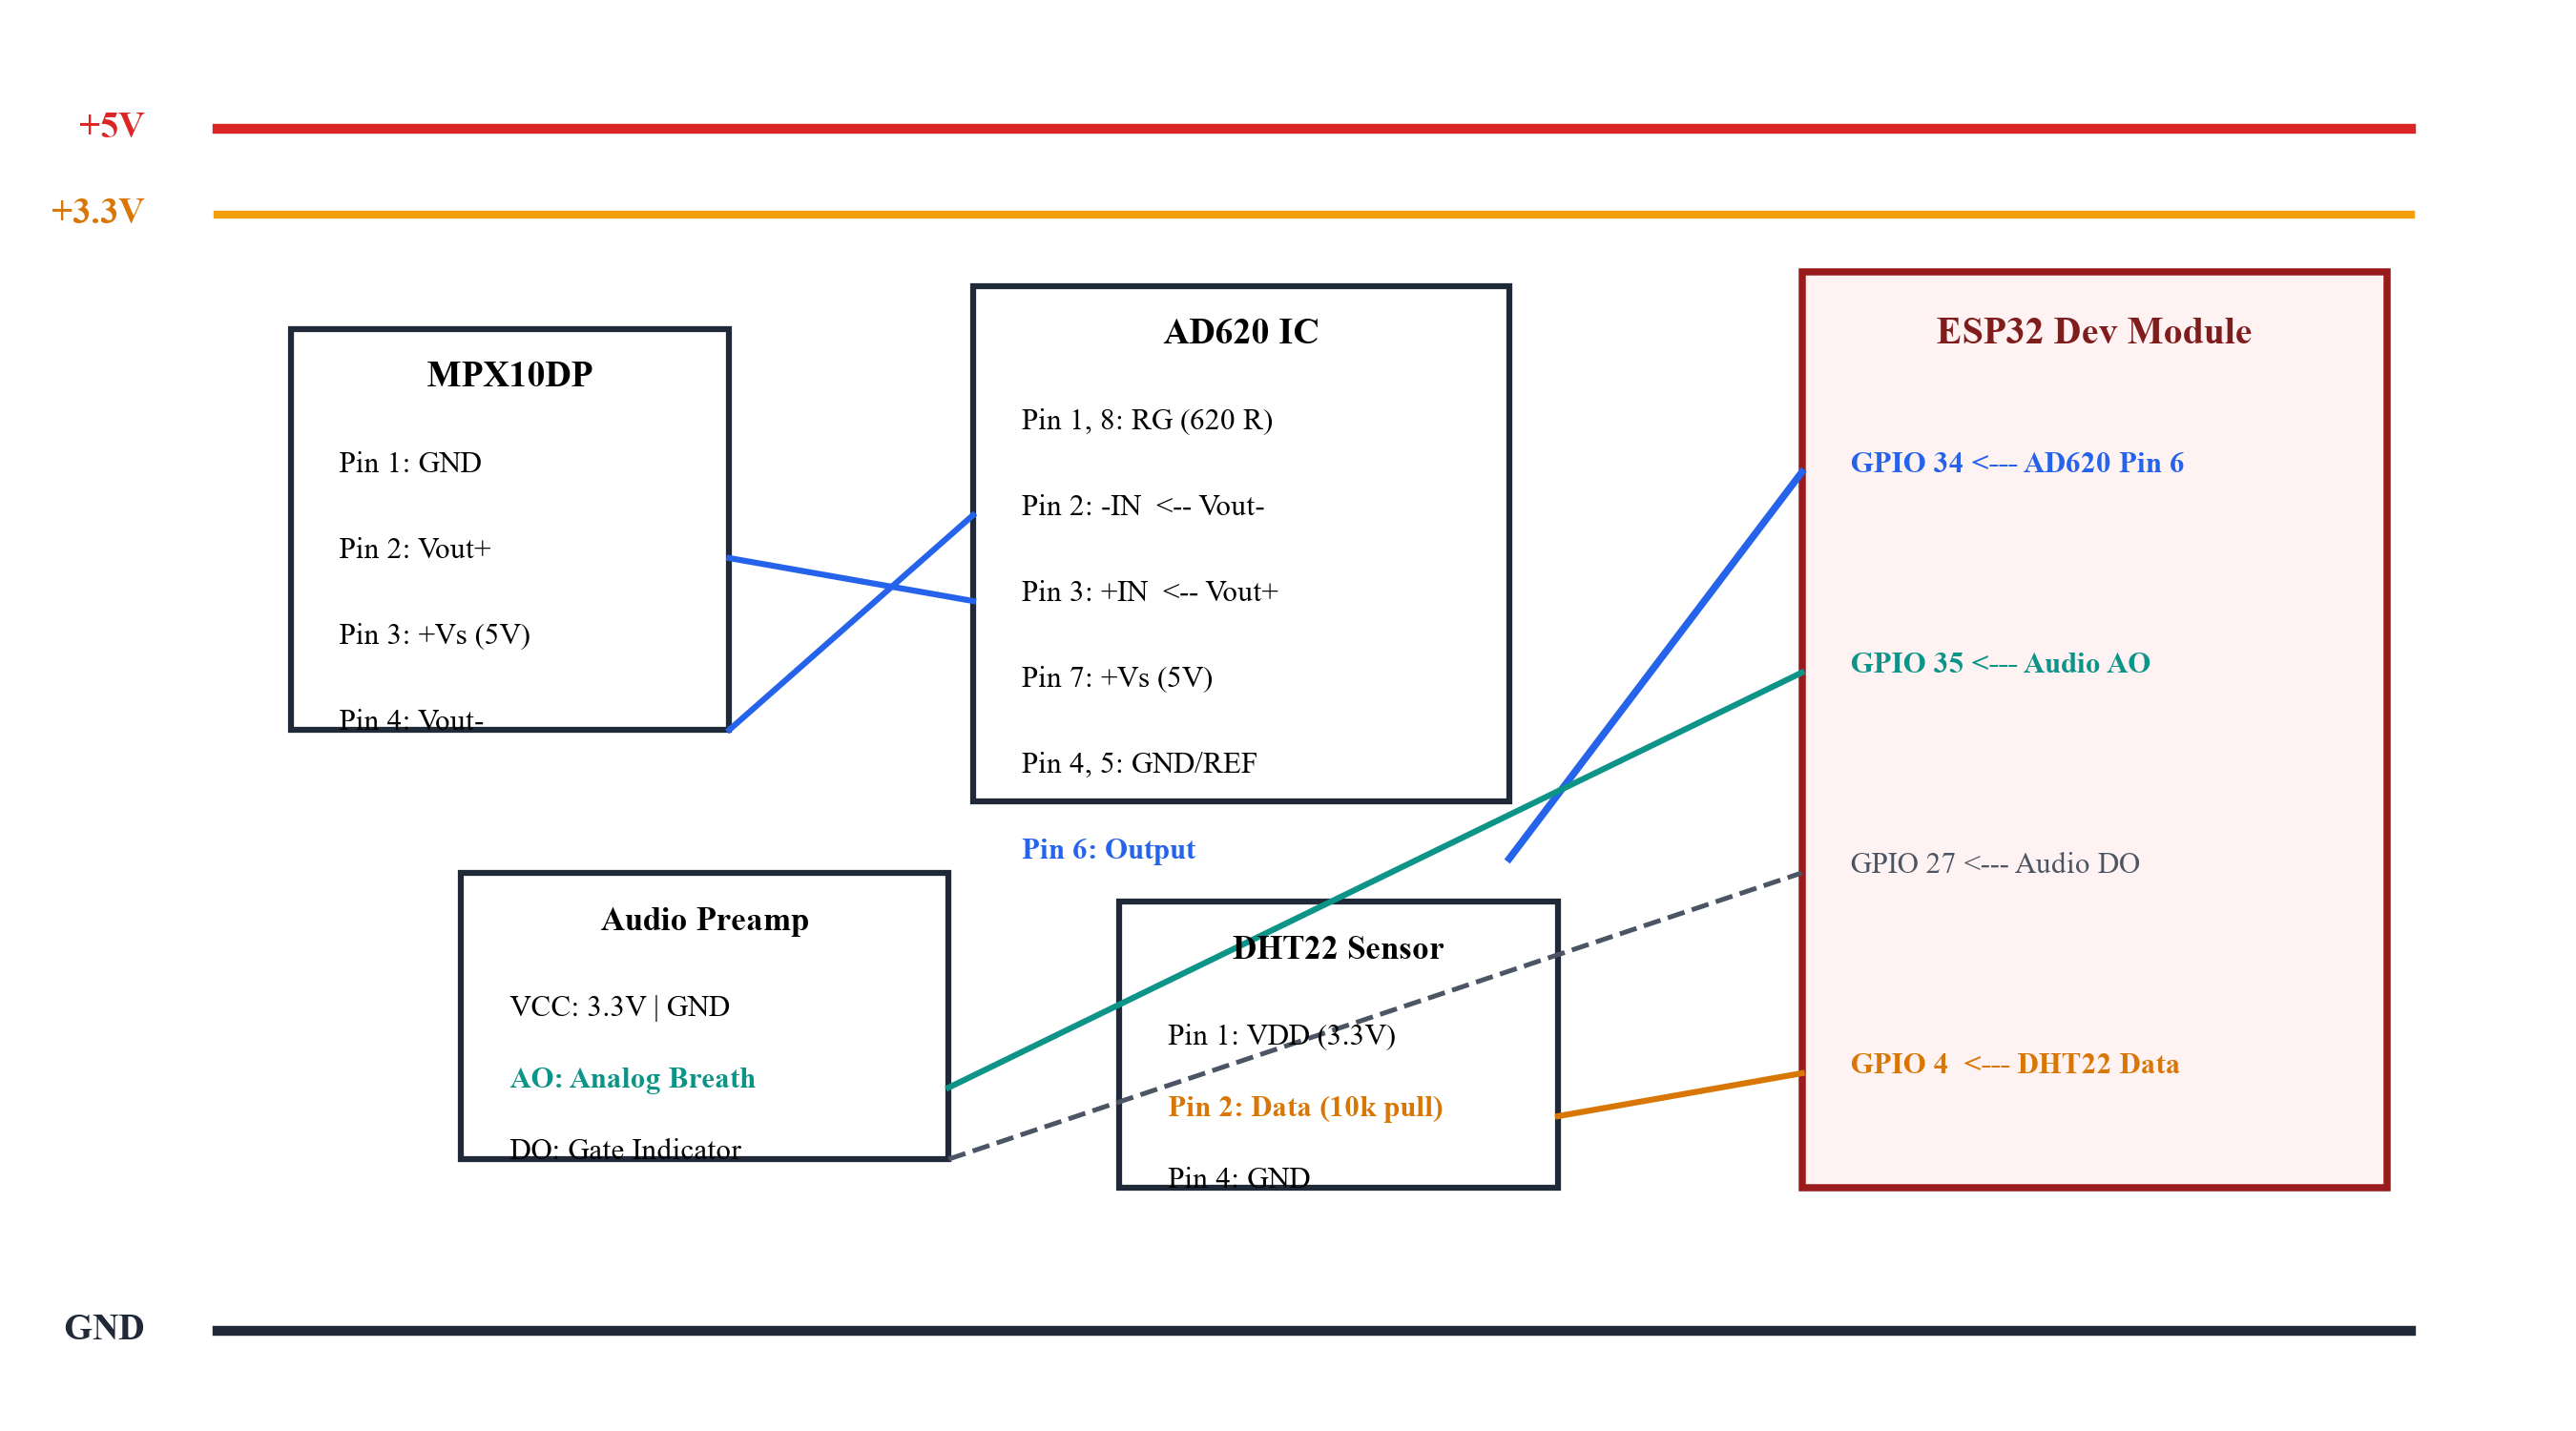 +5V
+3.3V
MPX10DP
Pin 1: GND
Pin 2: Vout+
Pin 3: +Vs (5V)
Pin 4: Vout-
AD620 IC
Pin 1, 8: RG (620 R)
Pin 2: -IN  <-- Vout-
Pin 3: +IN  <-- Vout+
Pin 7: +Vs (5V)
Pin 4, 5: GND/REF
Pin 6: Output
ESP32 Dev Module
GPIO 34 <--- AD620 Pin 6
GPIO 35 <--- Audio AO
GPIO 27 <--- Audio DO
GPIO 4  <--- DHT22 Data
Audio Preamp
VCC: 3.3V | GND
AO: Analog Breath
DO: Gate Indicator
DHT22 Sensor
Pin 1: VDD (3.3V)
Pin 2: Data (10k pull)
Pin 4: GND
GND